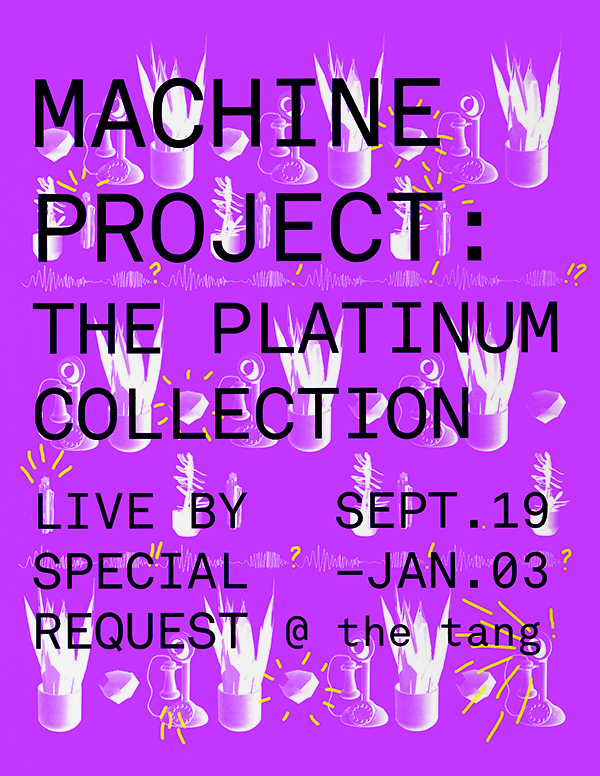 MACHINE
PROJECT:
?
!
!
!?
THE PLATINUM
COLLECTION
LIVE BY SEPT.19
!! ? ! ?
SPECIAL –JAN.03
REQUEST @ the tang